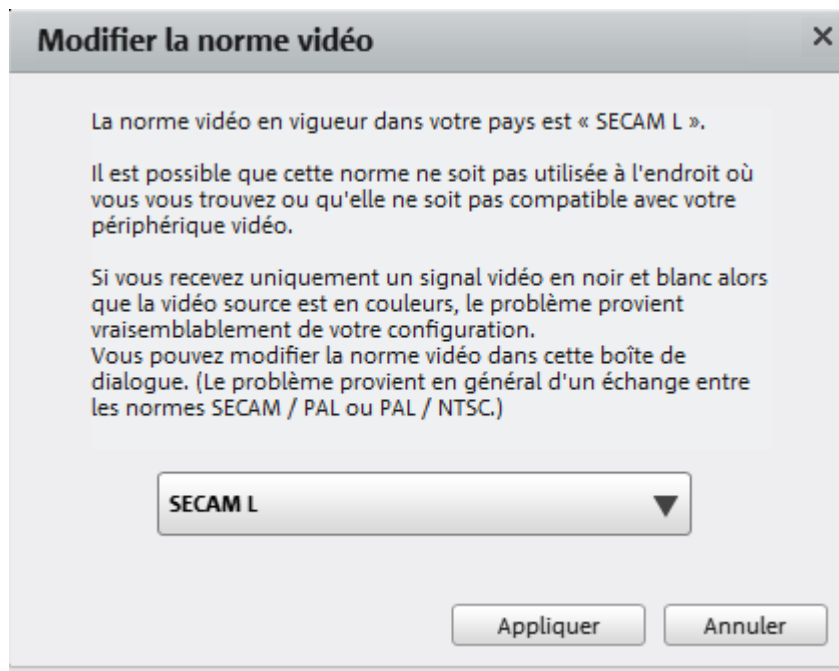 Modifier la norme vidéo
La norme vidéo en vigueur dans votre pays est « SECAM L ».
Il est possible que cette norme ne soit pas utilisée à l'endroit où
vous vous trouvez ou qu'elle ne soit pas compatible avec votre
périphérique vidéo.
Si vous recevez uniquement un signal vidéo en noir et blanc alors
que la vidéo source est en couleurs, le problème provient
vraisemblablement de votre configuration.
Vous pouvez modifier la norme vidéo dans cette boîte de
dialogue. (Le problème provient en général d'un échange entre
les normes SECAM / PAL ou PAL / NTSC.)
SECAM L
Appliquer
Annuler